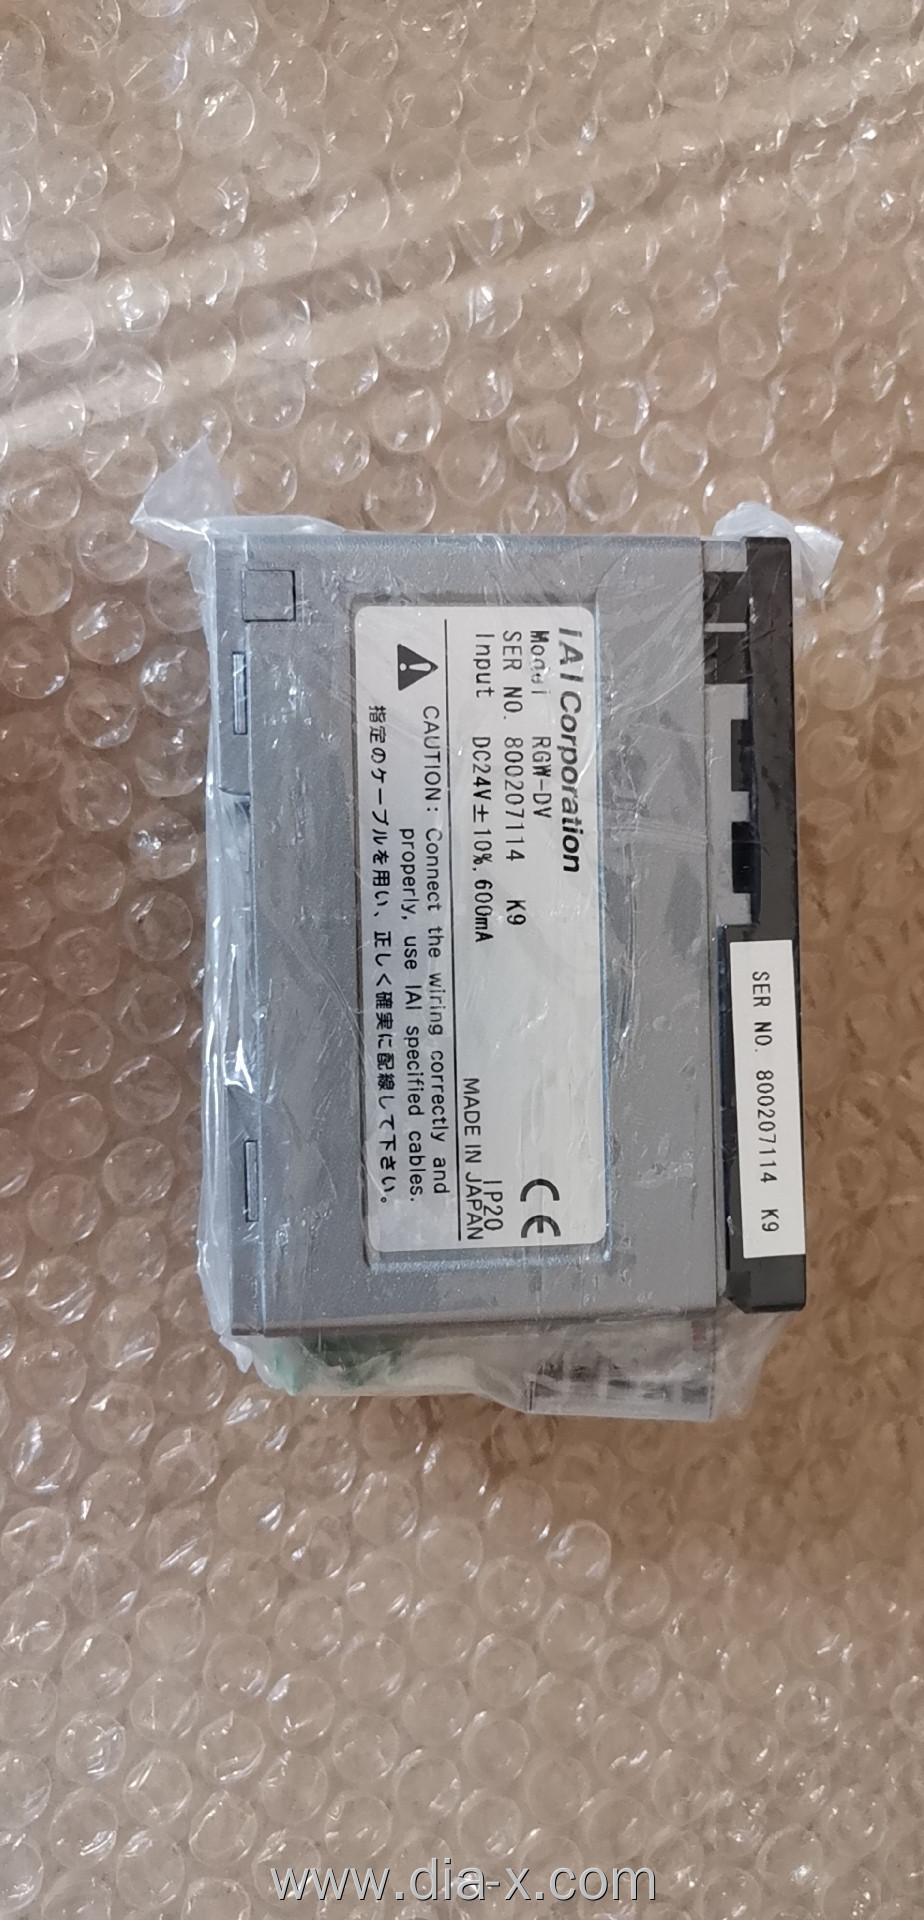 IAI Corporation
Model RGW-DV
SER NO. 800207114 K9
Input DC24V±10%, 600mA
CE
IP20
MADE IN JAPAN
CAUTION: Connect the wiring correctly and
properly, use IAI specified cables.
指定のケーブルを用い、正しく確実に配線して下さい。
SER NO. 800207114 K9
www.dia-x.com